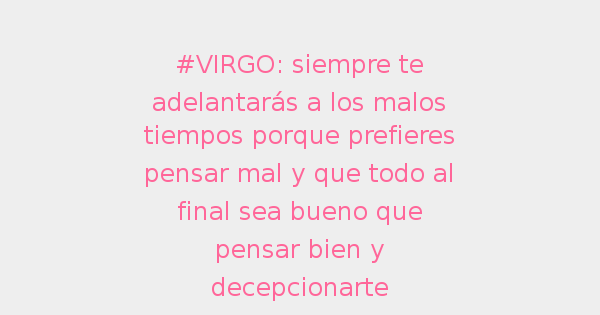 #VIRGO: siempre te
adelantarás a los malos
tiempos porque prefieres
pensar mal y que todo al
final sea bueno que
pensar bien y
decepcionarte